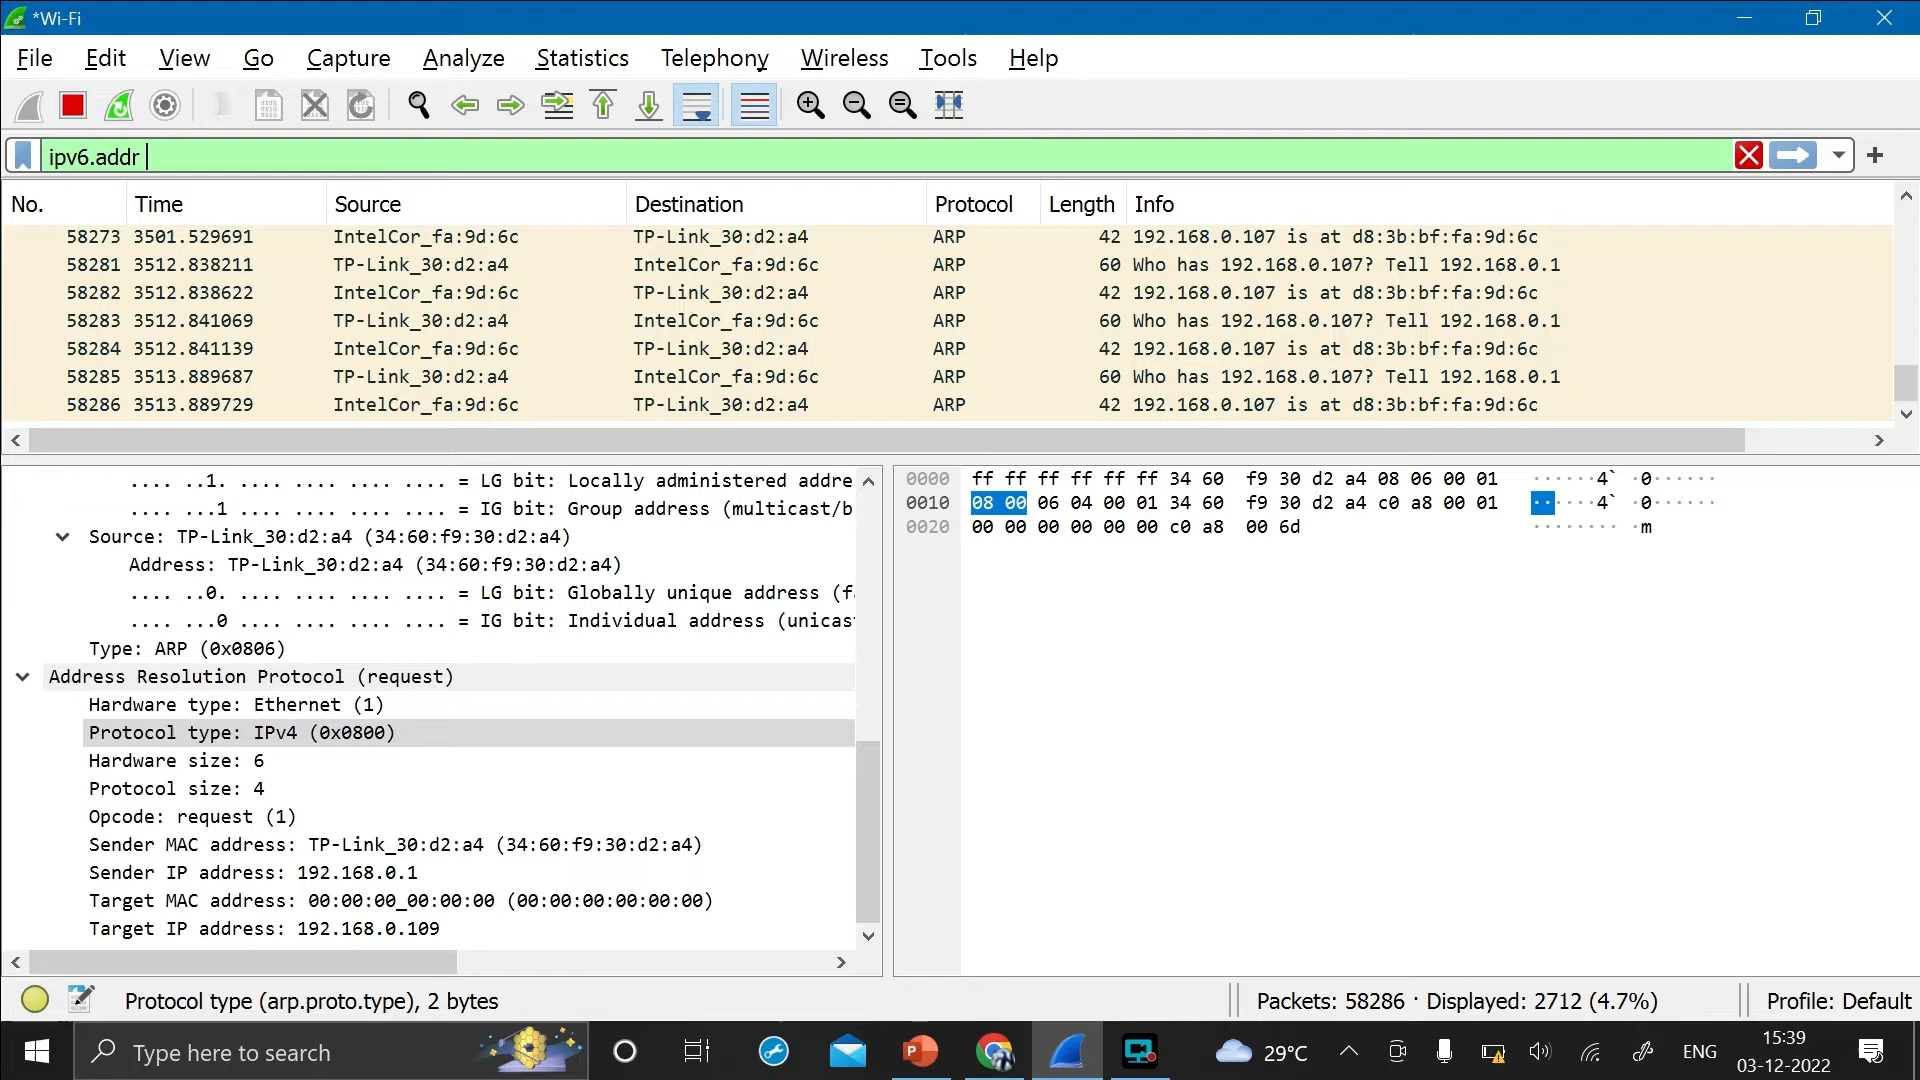 *Wi-Fi
File Edit View Go Capture Analyze Statistics Telephony Wireless Tools Help
ipv6.addr
No. Time Source Destination Protocol Length Info
58273 3501.529691 IntelCor_fa:9d:6c TP-Link_30:d2:a4 ARP 42 192.168.0.107 is at d8:3b:bf:fa:9d:6c
58281 3512.838211 TP-Link_30:d2:a4 IntelCor_fa:9d:6c ARP 60 Who has 192.168.0.107? Tell 192.168.0.1
58282 3512.838622 IntelCor_fa:9d:6c TP-Link_30:d2:a4 ARP 42 192.168.0.107 is at d8:3b:bf:fa:9d:6c
58283 3512.841069 TP-Link_30:d2:a4 IntelCor_fa:9d:6c ARP 60 Who has 192.168.0.107? Tell 192.168.0.1
58284 3512.841139 IntelCor_fa:9d:6c TP-Link_30:d2:a4 ARP 42 192.168.0.107 is at d8:3b:bf:fa:9d:6c
58285 3513.889687 TP-Link_30:d2:a4 IntelCor_fa:9d:6c ARP 60 Who has 192.168.0.107? Tell 192.168.0.1
58286 3513.889729 IntelCor_fa:9d:6c TP-Link_30:d2:a4 ARP 42 192.168.0.107 is at d8:3b:bf:fa:9d:6c
.... ..1. .... .... .... .... = LG bit: Locally administered addre
.... ...1 .... .... .... .... = IG bit: Group address (multicast/b
Source: TP-Link_30:d2:a4 (34:60:f9:30:d2:a4)
Address: TP-Link_30:d2:a4 (34:60:f9:30:d2:a4)
.... ..0. .... .... .... .... = LG bit: Globally unique address (fa
.... ...0 .... .... .... .... = IG bit: Individual address (unicas
Type: ARP (0x0806)
Address Resolution Protocol (request)
Hardware type: Ethernet (1)
Protocol type: IPv4 (0x0800)
Hardware size: 6
Protocol size: 4
Opcode: request (1)
Sender MAC address: TP-Link_30:d2:a4 (34:60:f9:30:d2:a4)
Sender IP address: 192.168.0.1
Target MAC address: 00:00:00_00:00:00 (00:00:00:00:00:00)
Target IP address: 192.168.0.109
0000 ff ff ff ff ff ff 34 60 f9 30 d2 a4 08 06 00 01 ······4` ·0······
0010 08 00 06 04 00 01 34 60 f9 30 d2 a4 c0 a8 00 01 ······4` ·0······
0020 00 00 00 00 00 00 c0 a8 00 6d ········ ·m
Protocol type (arp.proto.type), 2 bytes
Packets: 58286 · Displayed: 2712 (4.7%)
Profile: Default
Type here to search
29°C
ENG
15:39
03-12-2022